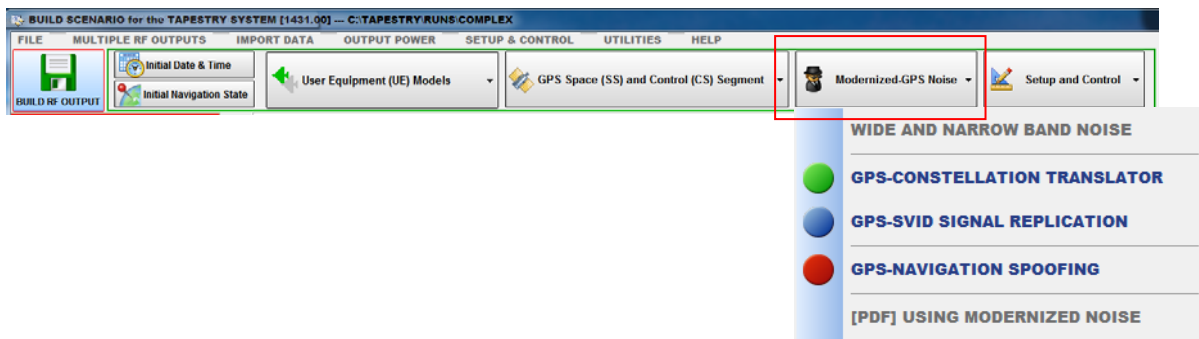 BUILD SCENARIO for the TAPESTRY SYSTEM [1431.00] --- C:\TAPESTRY\RUNS\COMPLEX
FILE MULTIPLE RF OUTPUTS IMPORT DATA OUTPUT POWER SETUP & CONTROL UTILITIES HELP
BUILD RF OUTPUT
Initial Date & Time
Initial Navigation State
User Equipment (UE) Models
GPS Space (SS) and Control (CS) Segment
Modernized-GPS Noise
Setup and Control
WIDE AND NARROW BAND NOISE
GPS-CONSTELLATION TRANSLATOR
GPS-SVID SIGNAL REPLICATION
GPS-NAVIGATION SPOOFING
[PDF] USING MODERNIZED NOISE